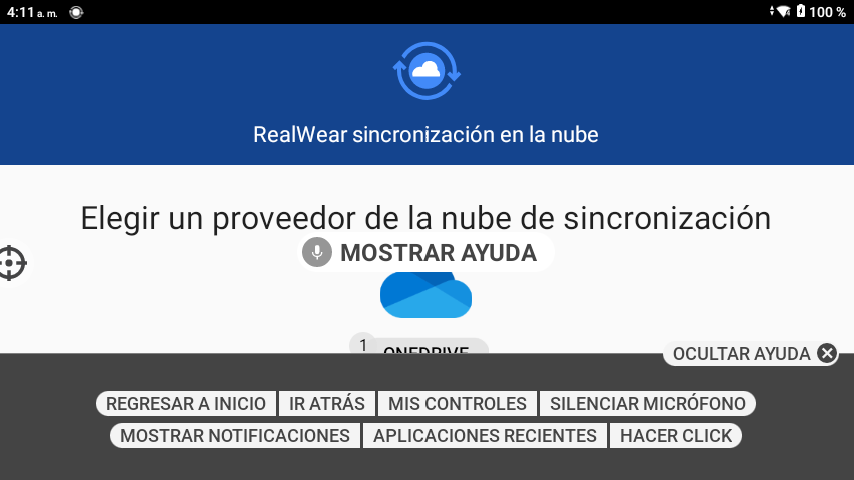 4:11 a. m.
100 %
RealWear sincronización en la nube
Elegir un proveedor de la nube de sincronización
MOSTRAR AYUDA
1
ONEDRIVE
OCULTAR AYUDA
REGRESAR A INICIO IR ATRÁS MIS CONTROLES SILENCIAR MICRÓFONO
MOSTRAR NOTIFICACIONES APLICACIONES RECIENTES HACER CLICK